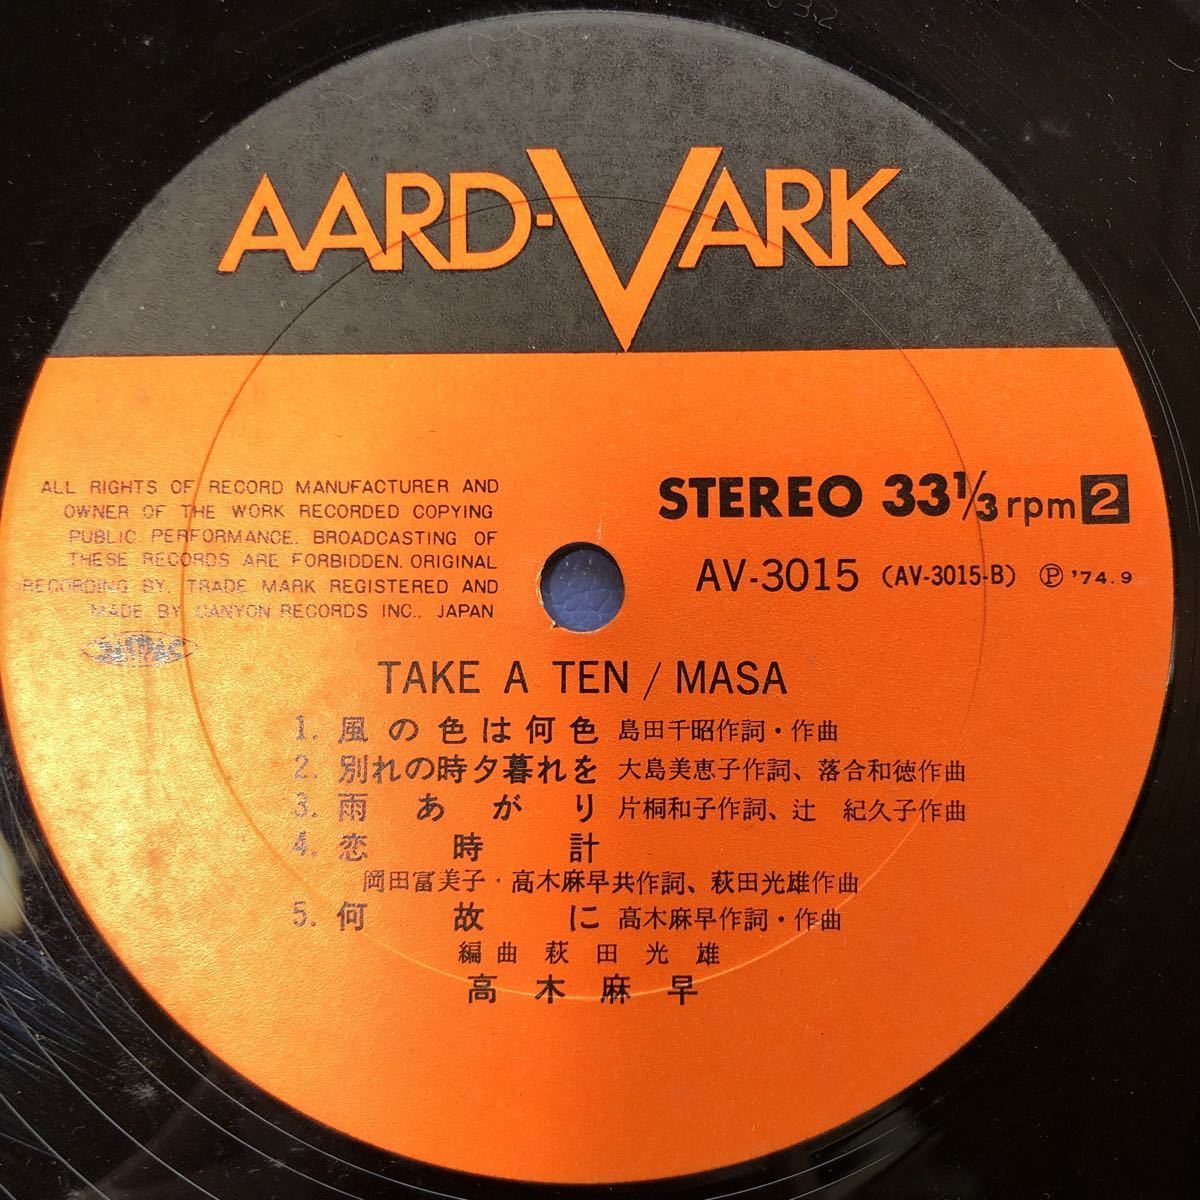 AARD-VARK
ALL RIGHTS OF RECORD MANUFACTURER AND
OWNER OF THE WORK RECORDED COPYING
PUBLIC PERFORMANCE. BROADCASTING OF
THESE RECORDS ARE FORBIDDEN. ORIGINAL
RECORDING BY. TRADE MARK REGISTERED AND
MADE BY CANYON RECORDS INC., JAPAN
STEREO 33⅓ rpm 2
AV-3015 (AV-3015-B) Ⓟ '74.9
TAKE A TEN / MASA
1. 風の色は何色 島田千昭作詞・作曲
2. 別れの時夕暮れを 大島美恵子作詞、落合和徳作曲
3. 雨あがり 片桐和子作詞、辻 紀久子作曲
4. 恋時計
岡田冨美子・高木麻早共作詞、萩田光雄作曲
5. 何故に 高木麻早作詞・作曲
編曲 萩田光雄
高木麻早